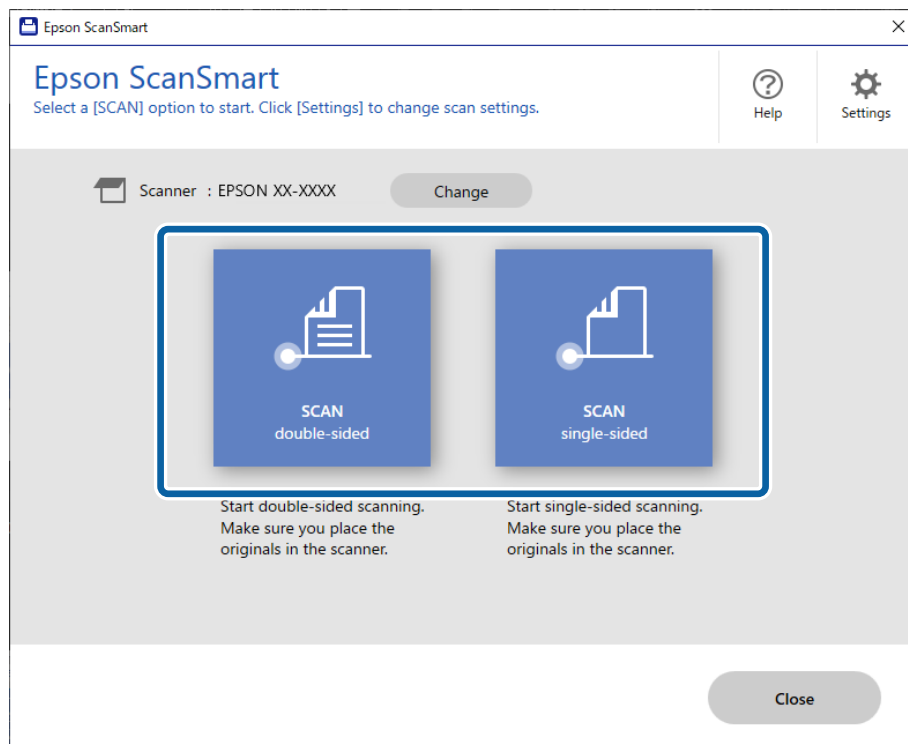 Epson ScanSmart
Epson ScanSmart
Select a [SCAN] option to start. Click [Settings] to change scan settings.
Help
Settings
Scanner : EPSON XX-XXXX
Change
SCAN
double-sided
SCAN
single-sided
Start double-sided scanning.
Make sure you place the
originals in the scanner.
Start single-sided scanning.
Make sure you place the
originals in the scanner.
Close